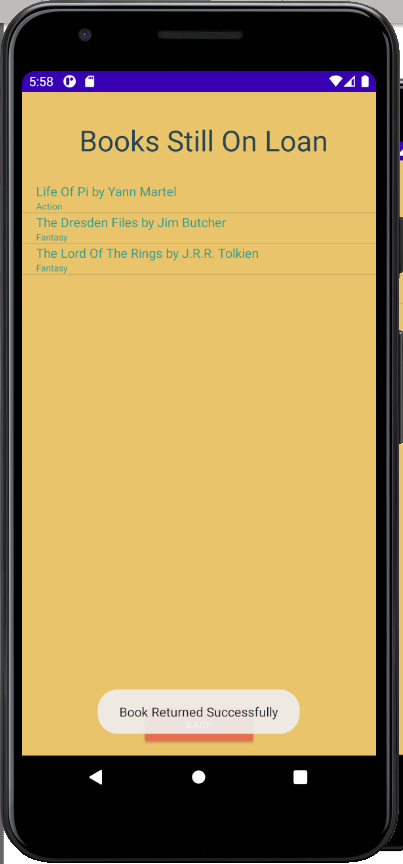 5:58
Books Still On Loan
Life Of Pi by Yann Martel
Action
The Dresden Files by Jim Butcher
Fantasy
The Lord Of The Rings by J.R.R. Tolkien
Fantasy
Book Returned Successfully
BACK